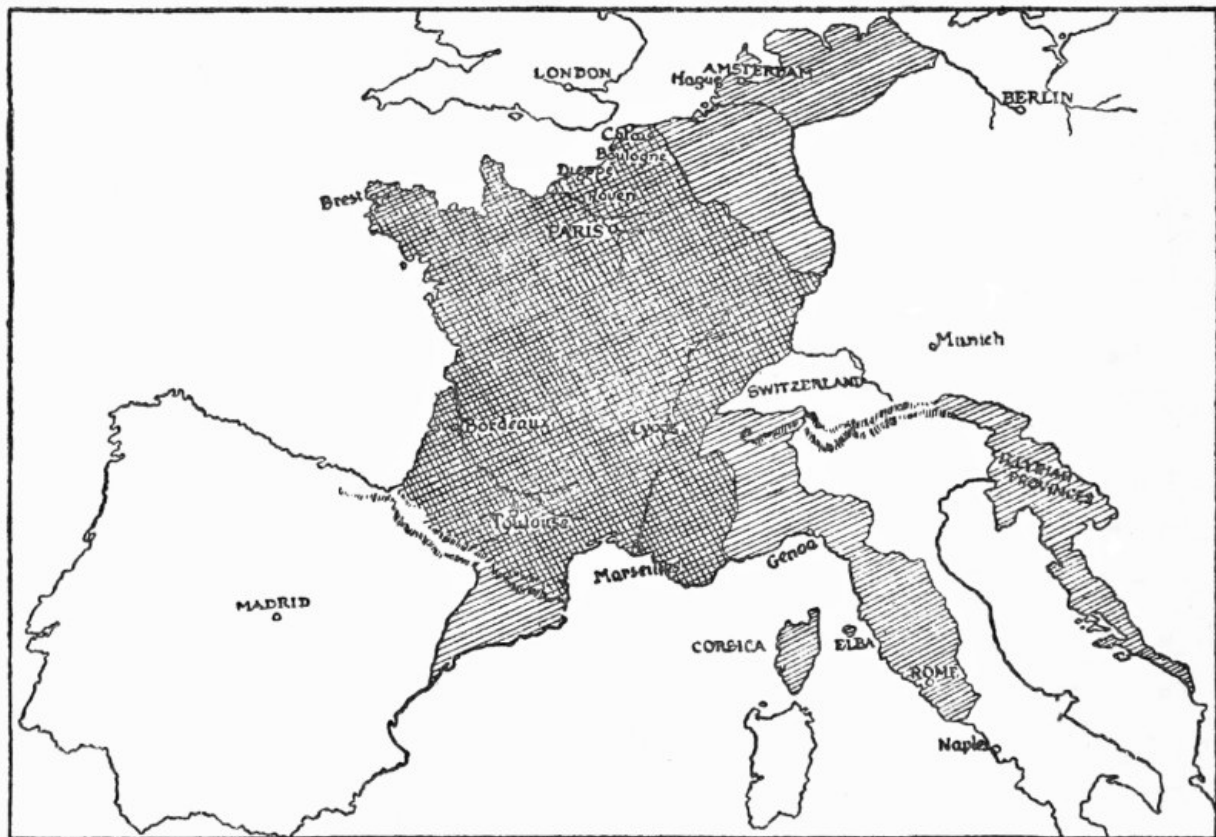 LONDON
Hague
AMSTERDAM
BERLIN
Calais
Boulogne
Dieppe
Rouen
Brest
PARIS
Munich
SWITZERLAND
Bordeaux
Lyons
ILLYRIAN
PROVINCES
Toulouse
Marseilles
Genoa
MADRID
CORSICA
ELBA
ROME
Naples